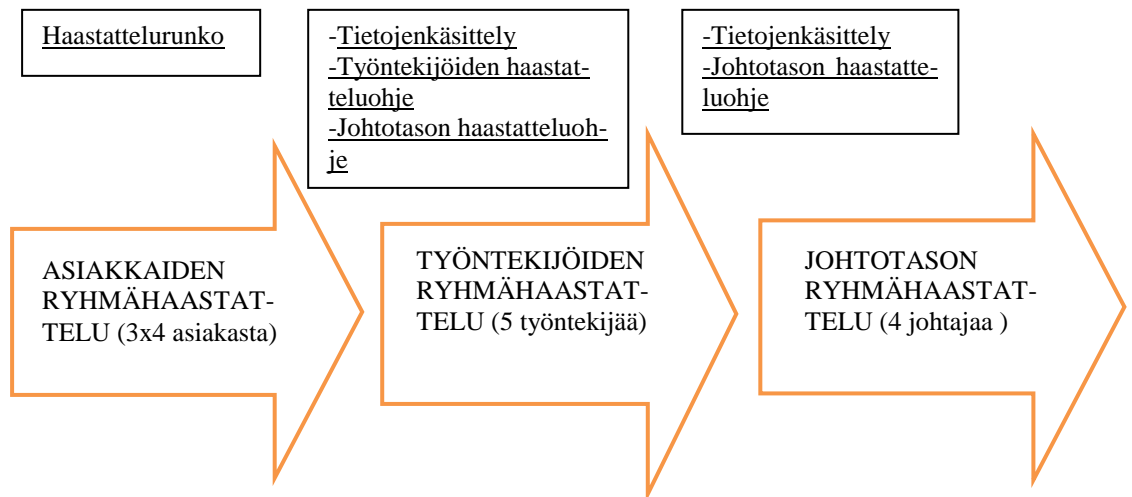 Haastattelurunko
-Tietojenkäsittely
-Työntekijöiden haastat-
teluohje
-Johtotason haastatteluoh-
je
-Tietojenkäsittely
-Johtotason haastatte-
luohje
ASIAKKAIDEN
RYHMÄHAASTAT-
TELU (3x4 asiakasta)
TYÖNTEKIJÖIDEN
RYHMÄHAASTAT-
TELU (5 työntekijää)
JOHTOTASON
RYHMÄHAASTAT-
TELU (4 johtajaa )